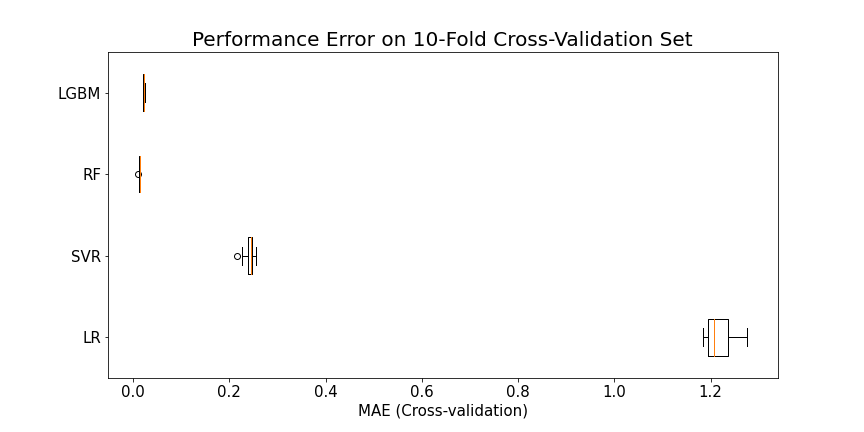 Performance Error on 10-Fold Cross-Validation Set
LGBM
RF
SVR
LR
0.0 0.2 0.4 0.6 0.8 1.0 1.2
MAE (Cross-validation)